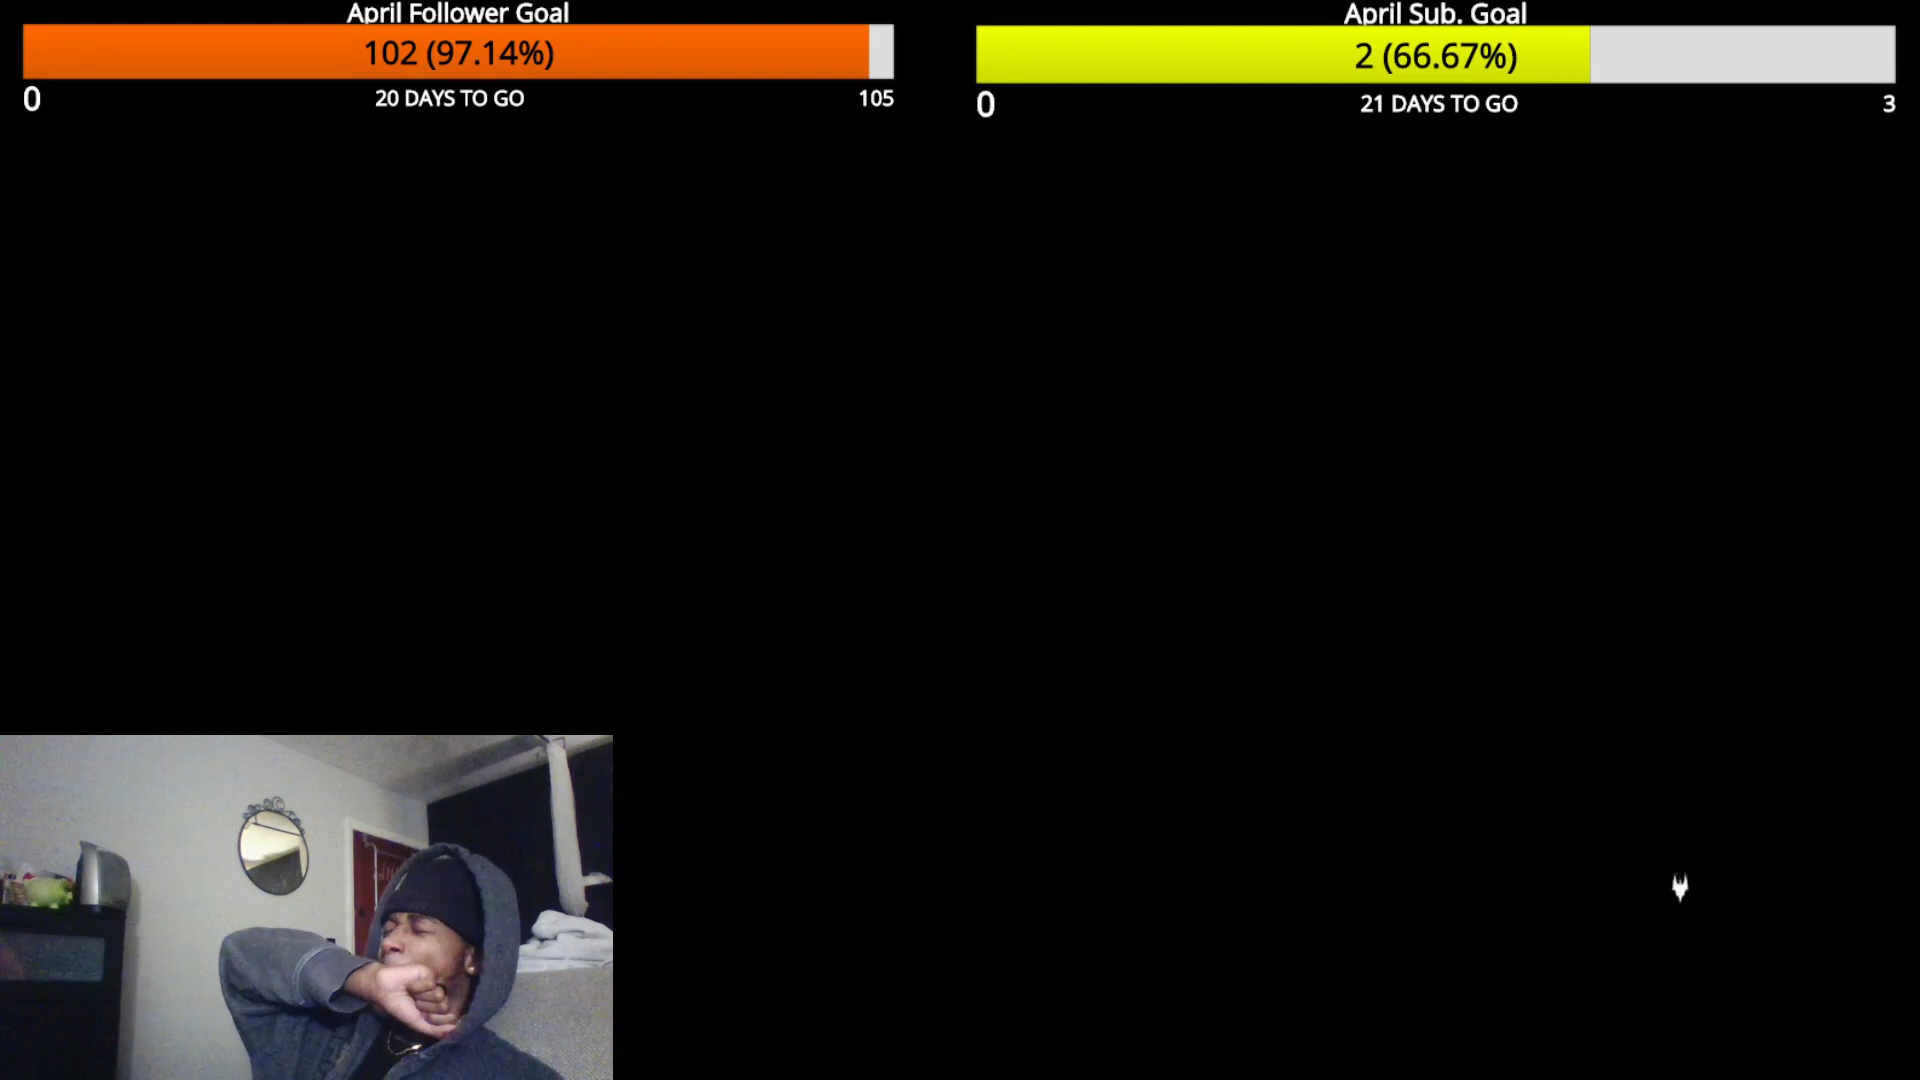 April Follower Goal
102 (97.14%)
0
20 DAYS TO GO
105
April Sub. Goal
2 (66.67%)
0
21 DAYS TO GO
3